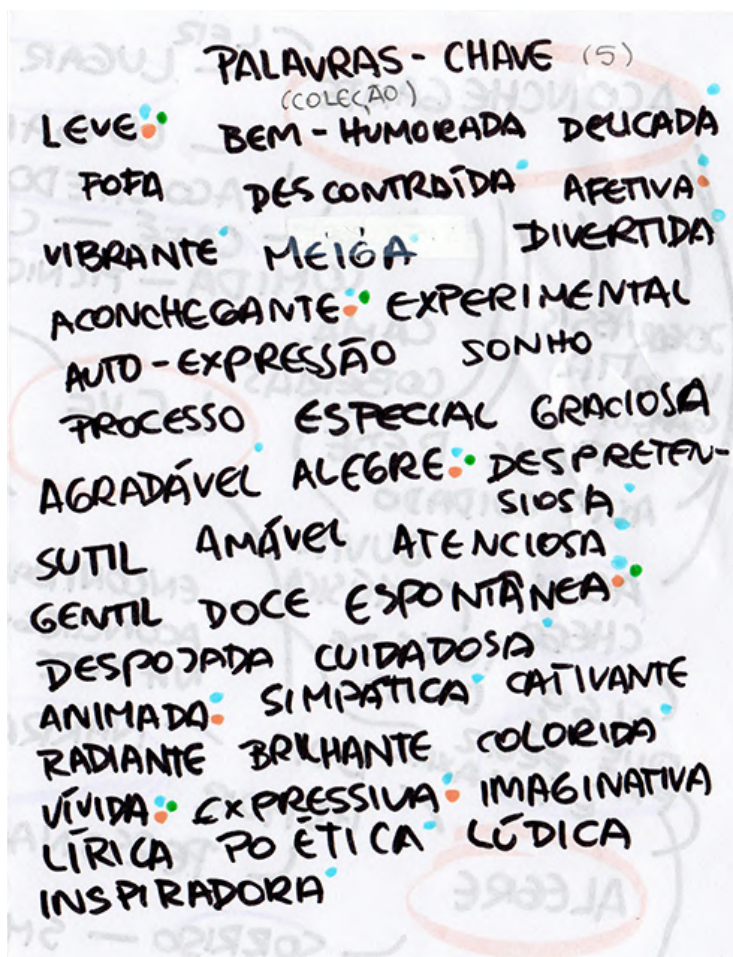 PALAVRAS - CHAVE (5)
(COLEÇÃO)
LEVE BEM - HUMORADA DELICADA
FOFA DESCONTRAÍDA AFETIVA
VIBRANTE MEIGA DIVERTIDA
ACONCHEGANTE EXPERIMENTAL
AUTO - EXPRESSÃO SONHO
PROCESSO ESPECIAL GRACIOSA
AGRADÁVEL ALEGRE DESPRETEN-
SIOSA
SUTIL AMÁVEL ATENCIOSA
GENTIL DOCE ESPONTÂNEA
DESPOJADA CUIDADOSA
ANIMADA SIMPÁTICA CATIVANTE
RADIANTE BRILHANTE COLORIDA
VÍVIDA EXPRESSIVA IMAGINATIVA
LÍRICA POÉTICA LÚDICA
INSPIRADORA